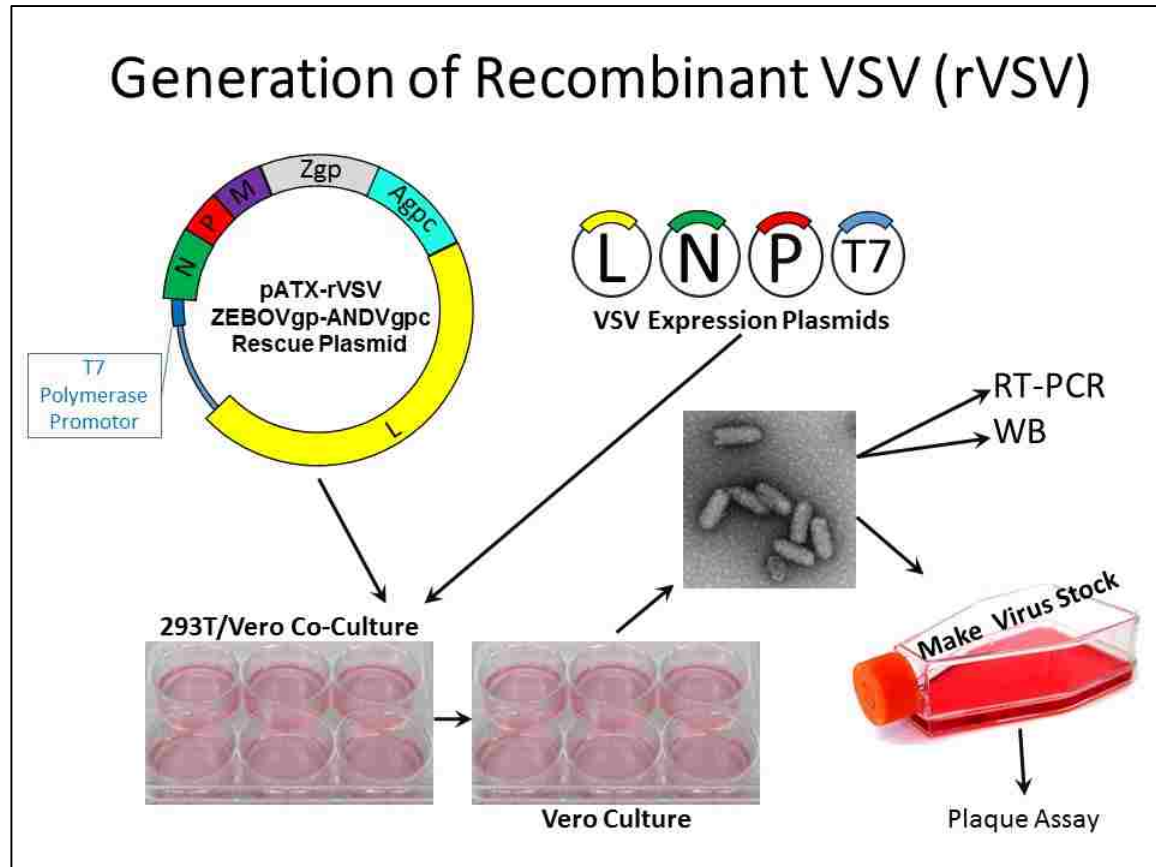 Generation of Recombinant VSV (rVSV)
N
P
M
Zgp
Agpc
L
pATX-rVSV
ZEBOVgp-ANDVgpc
Rescue Plasmid
T7
Polymerase
Promotor
L
N
P
T7
VSV Expression Plasmids
RT-PCR
WB
293T/Vero Co-Culture
Vero Culture
Make Virus Stock
Plaque Assay